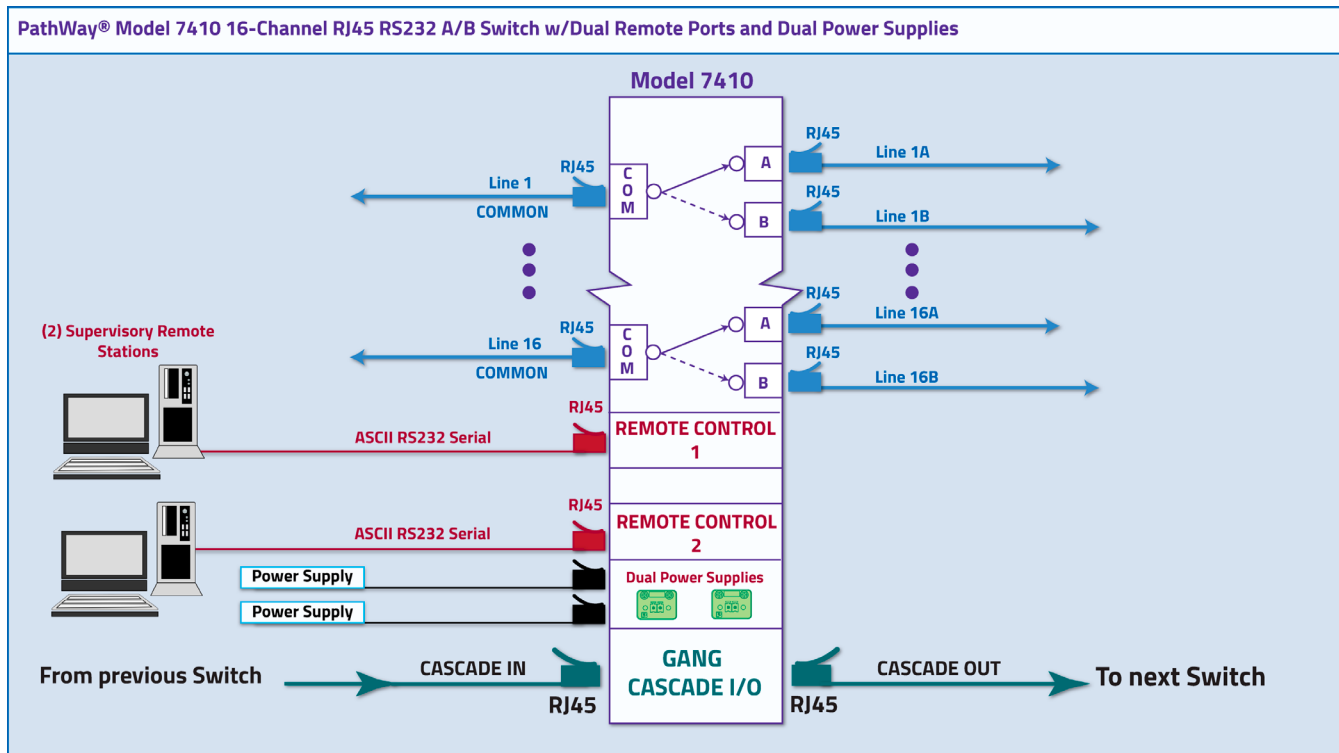 PathWay® Model 7410 16-Channel RJ45 RS232 A/B Switch w/Dual Remote Ports and Dual Power Supplies
Model 7410
RJ45
Line 1
COMMON
C
O
M
A
RJ45
Line 1A
B
RJ45
Line 1B
RJ45
Line 16
COMMON
C
O
M
A
RJ45
Line 16A
B
RJ45
Line 16B
(2) Supervisory Remote
Stations
ASCII RS232 Serial
RJ45
REMOTE CONTROL
1
ASCII RS232 Serial
RJ45
REMOTE CONTROL
2
Power Supply
Power Supply
Dual Power Supplies
From previous Switch
CASCADE IN
RJ45
GANG
CASCADE I/O
RJ45
CASCADE OUT
To next Switch